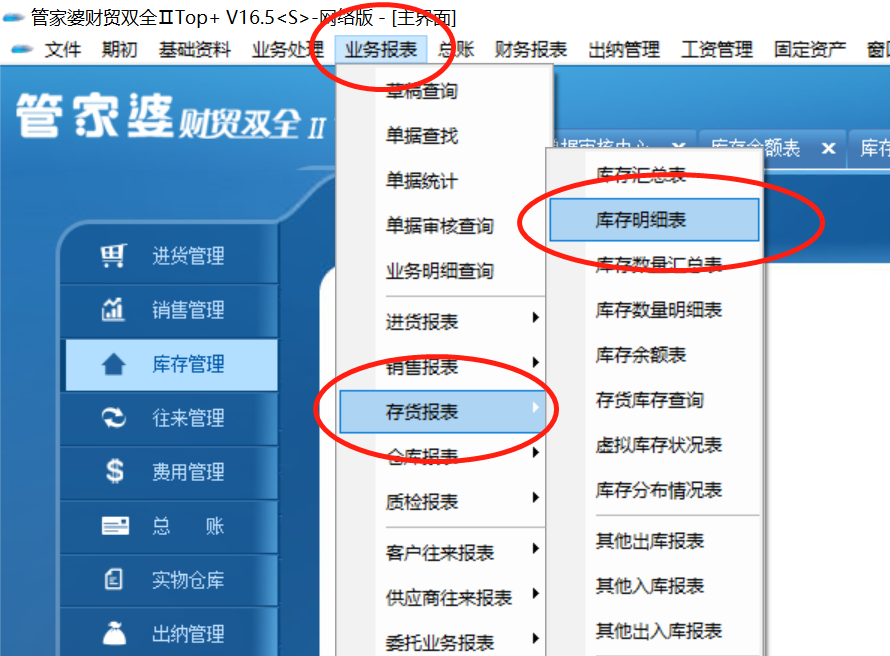 管家婆财贸双全ⅡTop+ V16.5<S>-网络版 - [主界面]
文件 期初 基础资料 业务处理 业务报表 总账 财务报表 出纳管理 工资管理 固定资产 窗
管家婆财贸双全 II
单据审核中心 × 库存余额表 × 库存
进货管理
销售管理
库存管理
往来管理
费用管理
总 账
实物仓库
出纳管理
草稿查询
单据查找
单据统计
单据审核查询
业务明细查询
进货报表
销售报表
存货报表
仓库报表
质检报表
客户往来报表
供应商往来报表
委托业务报表
库存汇总表
库存明细表
库存数量汇总表
库存数量明细表
库存余额表
存货库存查询
虚拟库存状况表
库存分布情况表
其他出库报表
其他入库报表
其他出入库报表